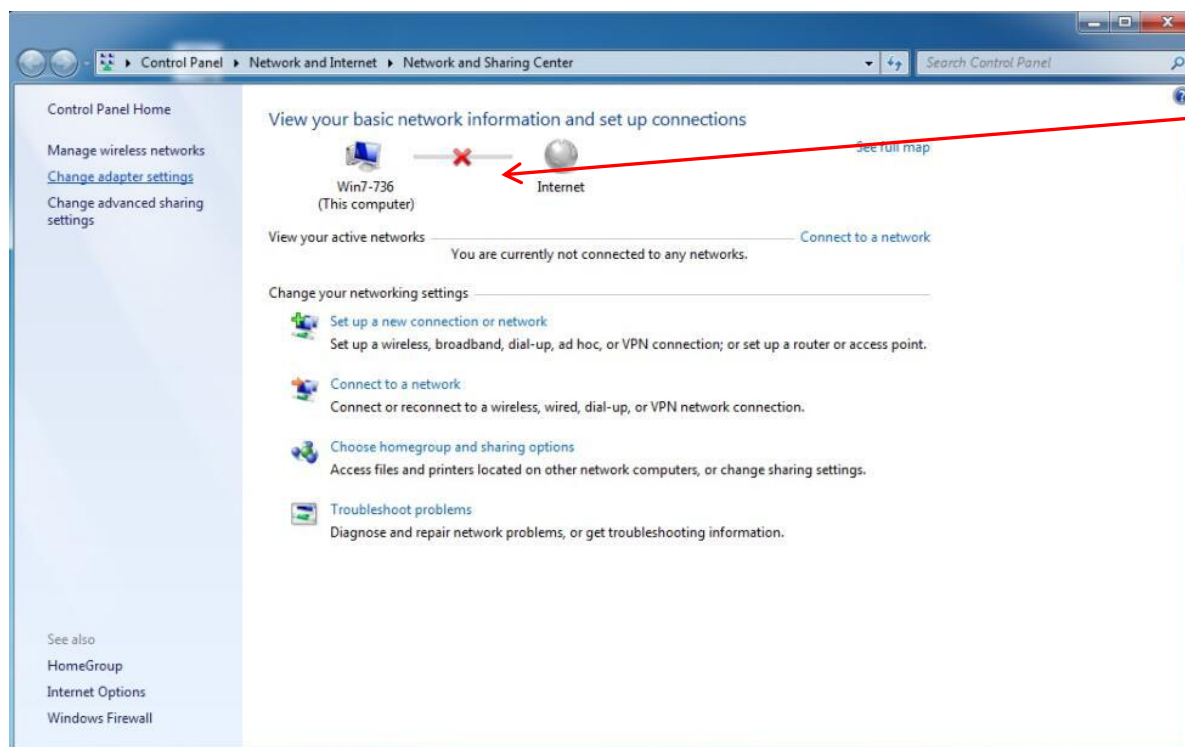 Control Panel Network and Internet Network and Sharing Center
Search Control Panel
Control Panel Home
Manage wireless networks
Change adapter settings
Change advanced sharing
settings
See also
HomeGroup
Internet Options
Windows Firewall
View your basic network information and set up connections
See full map
Win7-736
(This computer)
Internet
View your active networks
Connect to a network
You are currently not connected to any networks.
Change your networking settings
Set up a new connection or network
Set up a wireless, broadband, dial-up, ad hoc, or VPN connection; or set up a router or access point.
Connect to a network
Connect or reconnect to a wireless, wired, dial-up, or VPN network connection.
Choose homegroup and sharing options
Access files and printers located on other network computers, or change sharing settings.
Troubleshoot problems
Diagnose and repair network problems, or get troubleshooting information.